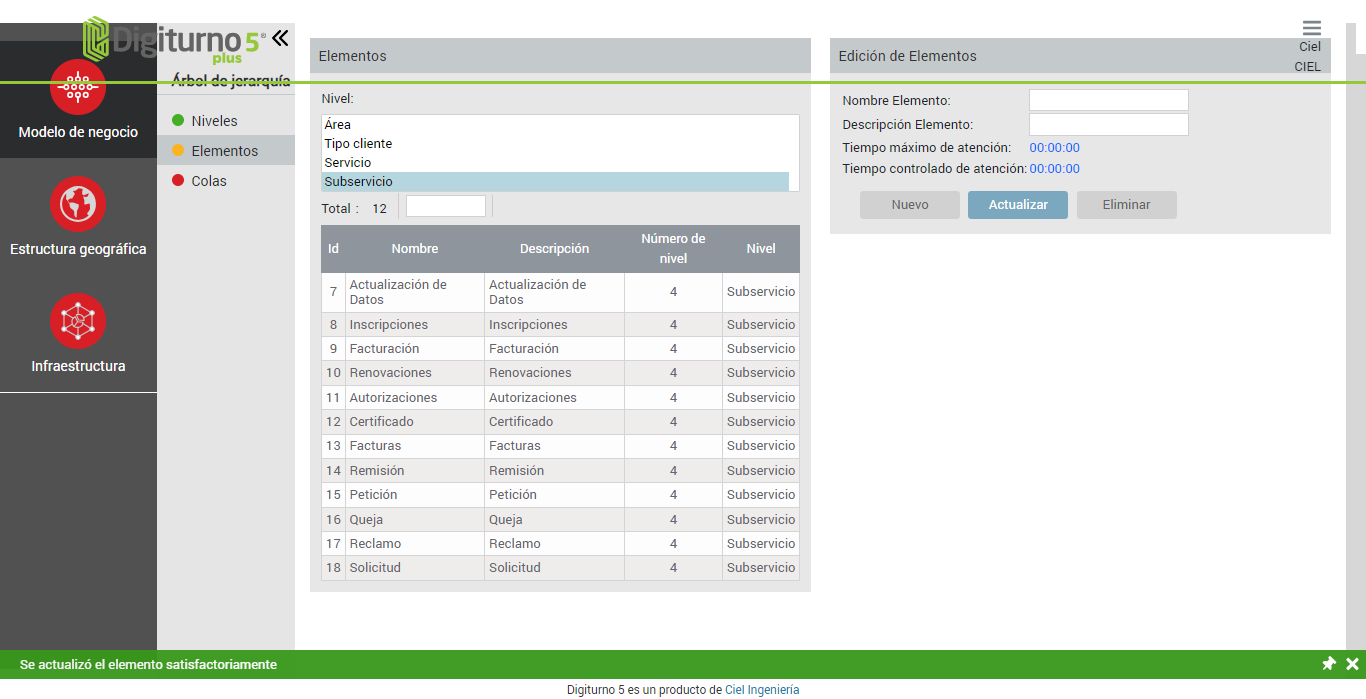 Digiturno 5®
plus
Ciel
CIEL
Modelo de negocio
Estructura geográfica
Infraestructura
Árbol de jerarquía
Niveles
Elementos
Colas
Elementos
Nivel:
Área
Tipo cliente
Servicio
Subservicio
Total : 12
Id Nombre Descripción Número de nivel Nivel
7 Actualización de Datos Actualización de Datos 4 Subservicio
8 Inscripciones Inscripciones 4 Subservicio
9 Facturación Facturación 4 Subservicio
10 Renovaciones Renovaciones 4 Subservicio
11 Autorizaciones Autorizaciones 4 Subservicio
12 Certificado Certificado 4 Subservicio
13 Facturas Facturas 4 Subservicio
14 Remisión Remisión 4 Subservicio
15 Petición Petición 4 Subservicio
16 Queja Queja 4 Subservicio
17 Reclamo Reclamo 4 Subservicio
18 Solicitud Solicitud 4 Subservicio
Edición de Elementos
Nombre Elemento:
Descripción Elemento:
Tiempo máximo de atención: 00:00:00
Tiempo controlado de atención: 00:00:00
Nuevo Actualizar Eliminar
Se actualizó el elemento satisfactoriamente
Digiturno 5 es un producto de Ciel Ingeniería